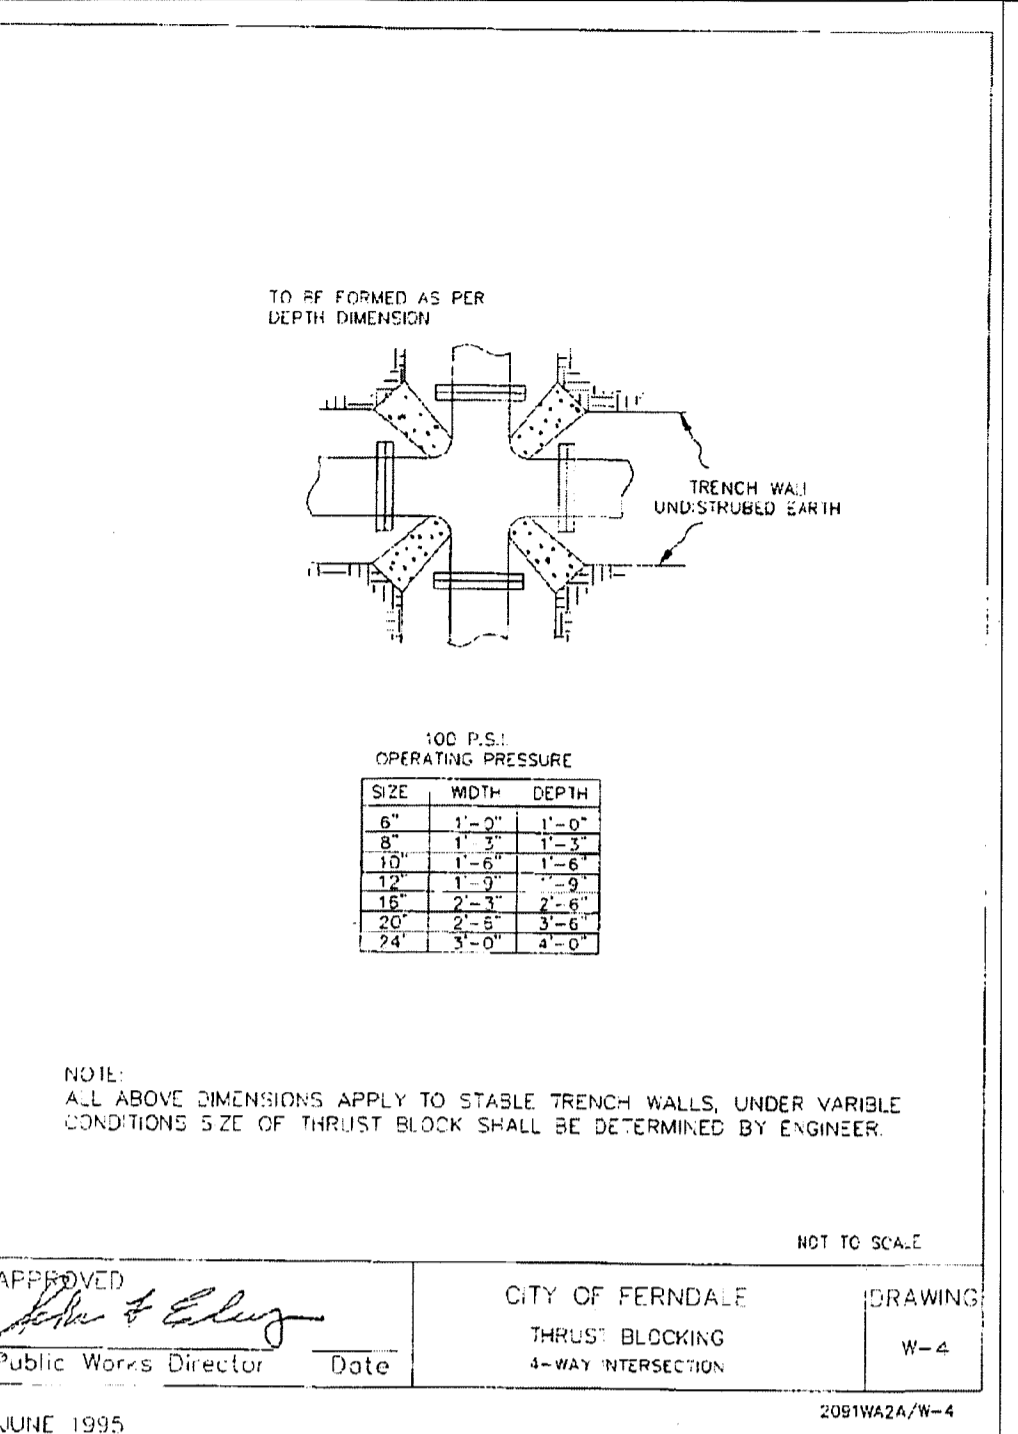 TO BE FORMED AS PER
DEPTH DIMENSION
TRENCH WALL
UNDISTRUBED EARTH
100 P.S.I.
OPERATING PRESSURE
SIZE WIDTH DEPTH
6" 1'-0" 1'-0"
8" 1'-3" 1'-3"
10" 1'-6" 1'-6"
12" 1'-9" 1'-9"
16" 2'-3" 2'-6"
20" 2'-6" 3'-6"
24" 3'-0" 4'-0"
NOTE:
ALL ABOVE DIMENSIONS APPLY TO STABLE TRENCH WALLS, UNDER VARIBLE
CONDITIONS SIZE OF THRUST BLOCK SHALL BE DETERMINED BY ENGINEER.
NOT TO SCALE
APPROVED
Public Works Director Date
CITY OF FERNDALE
THRUST BLOCKING
4-WAY INTERSECTION
DRAWING
W-4
JUNE 1995
2091WA2A/W-4